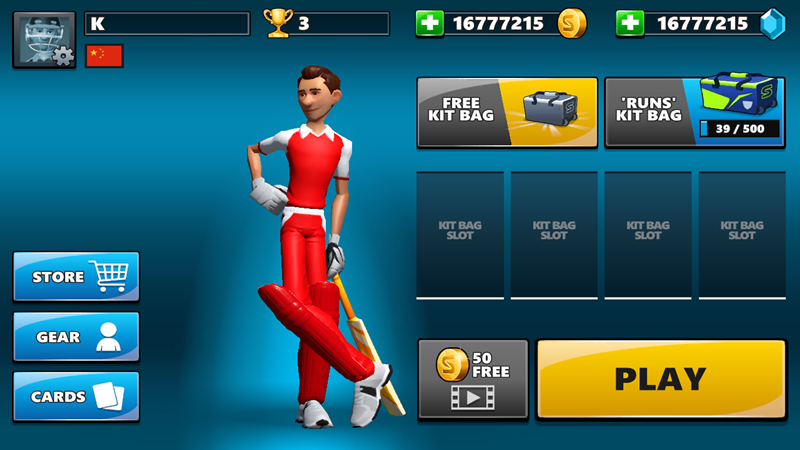 K
3
16777215
16777215
FREE
KIT BAG
'RUNS'
KIT BAG
39 / 500
KIT BAG
SLOT
KIT BAG
SLOT
KIT BAG
SLOT
KIT BAG
SLOT
STORE
GEAR
CARDS
50
FREE
PLAY